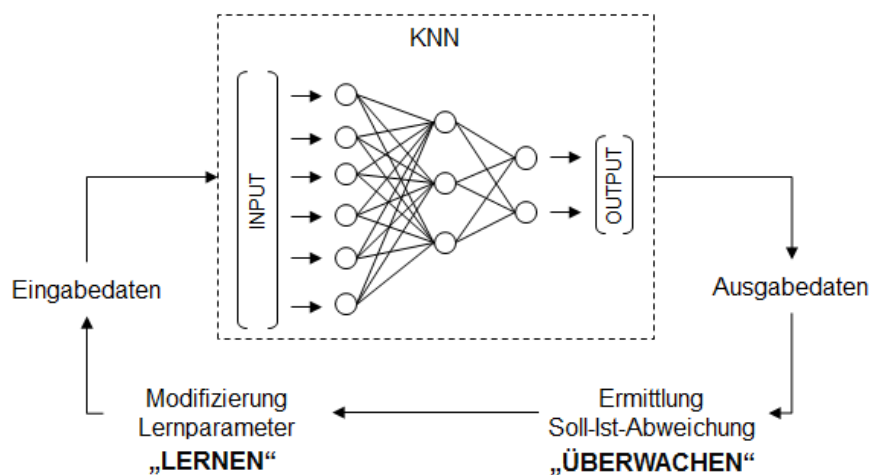 KNN
INPUT
OUTPUT
Eingabedaten
Ausgabedaten
Modifizierung
Lernparameter
„LERNEN“
Ermittlung
Soll-Ist-Abweichung
„ÜBERWACHEN“